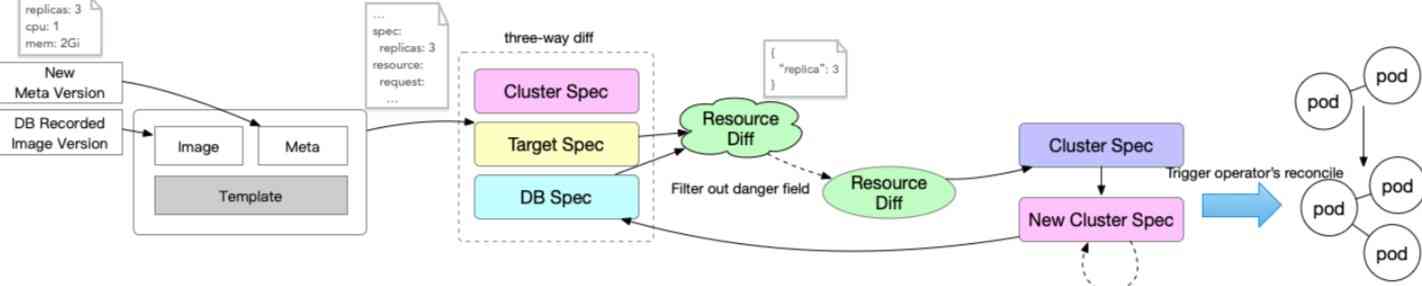 replicas: 3
cpu: 1
mem: 2Gi
New
Meta Version
DB Recorded
Image Version
Image
Meta
Template
...
spec:
replicas: 3
resource:
request:
...
three-way diff
Cluster Spec
Target Spec
DB Spec
{
"replica": 3
}
Resource
Diff
Filter out danger field
Resource
Diff
Cluster Spec
New Cluster Spec
Trigger operator's reconcile
pod
pod
pod
pod
pod